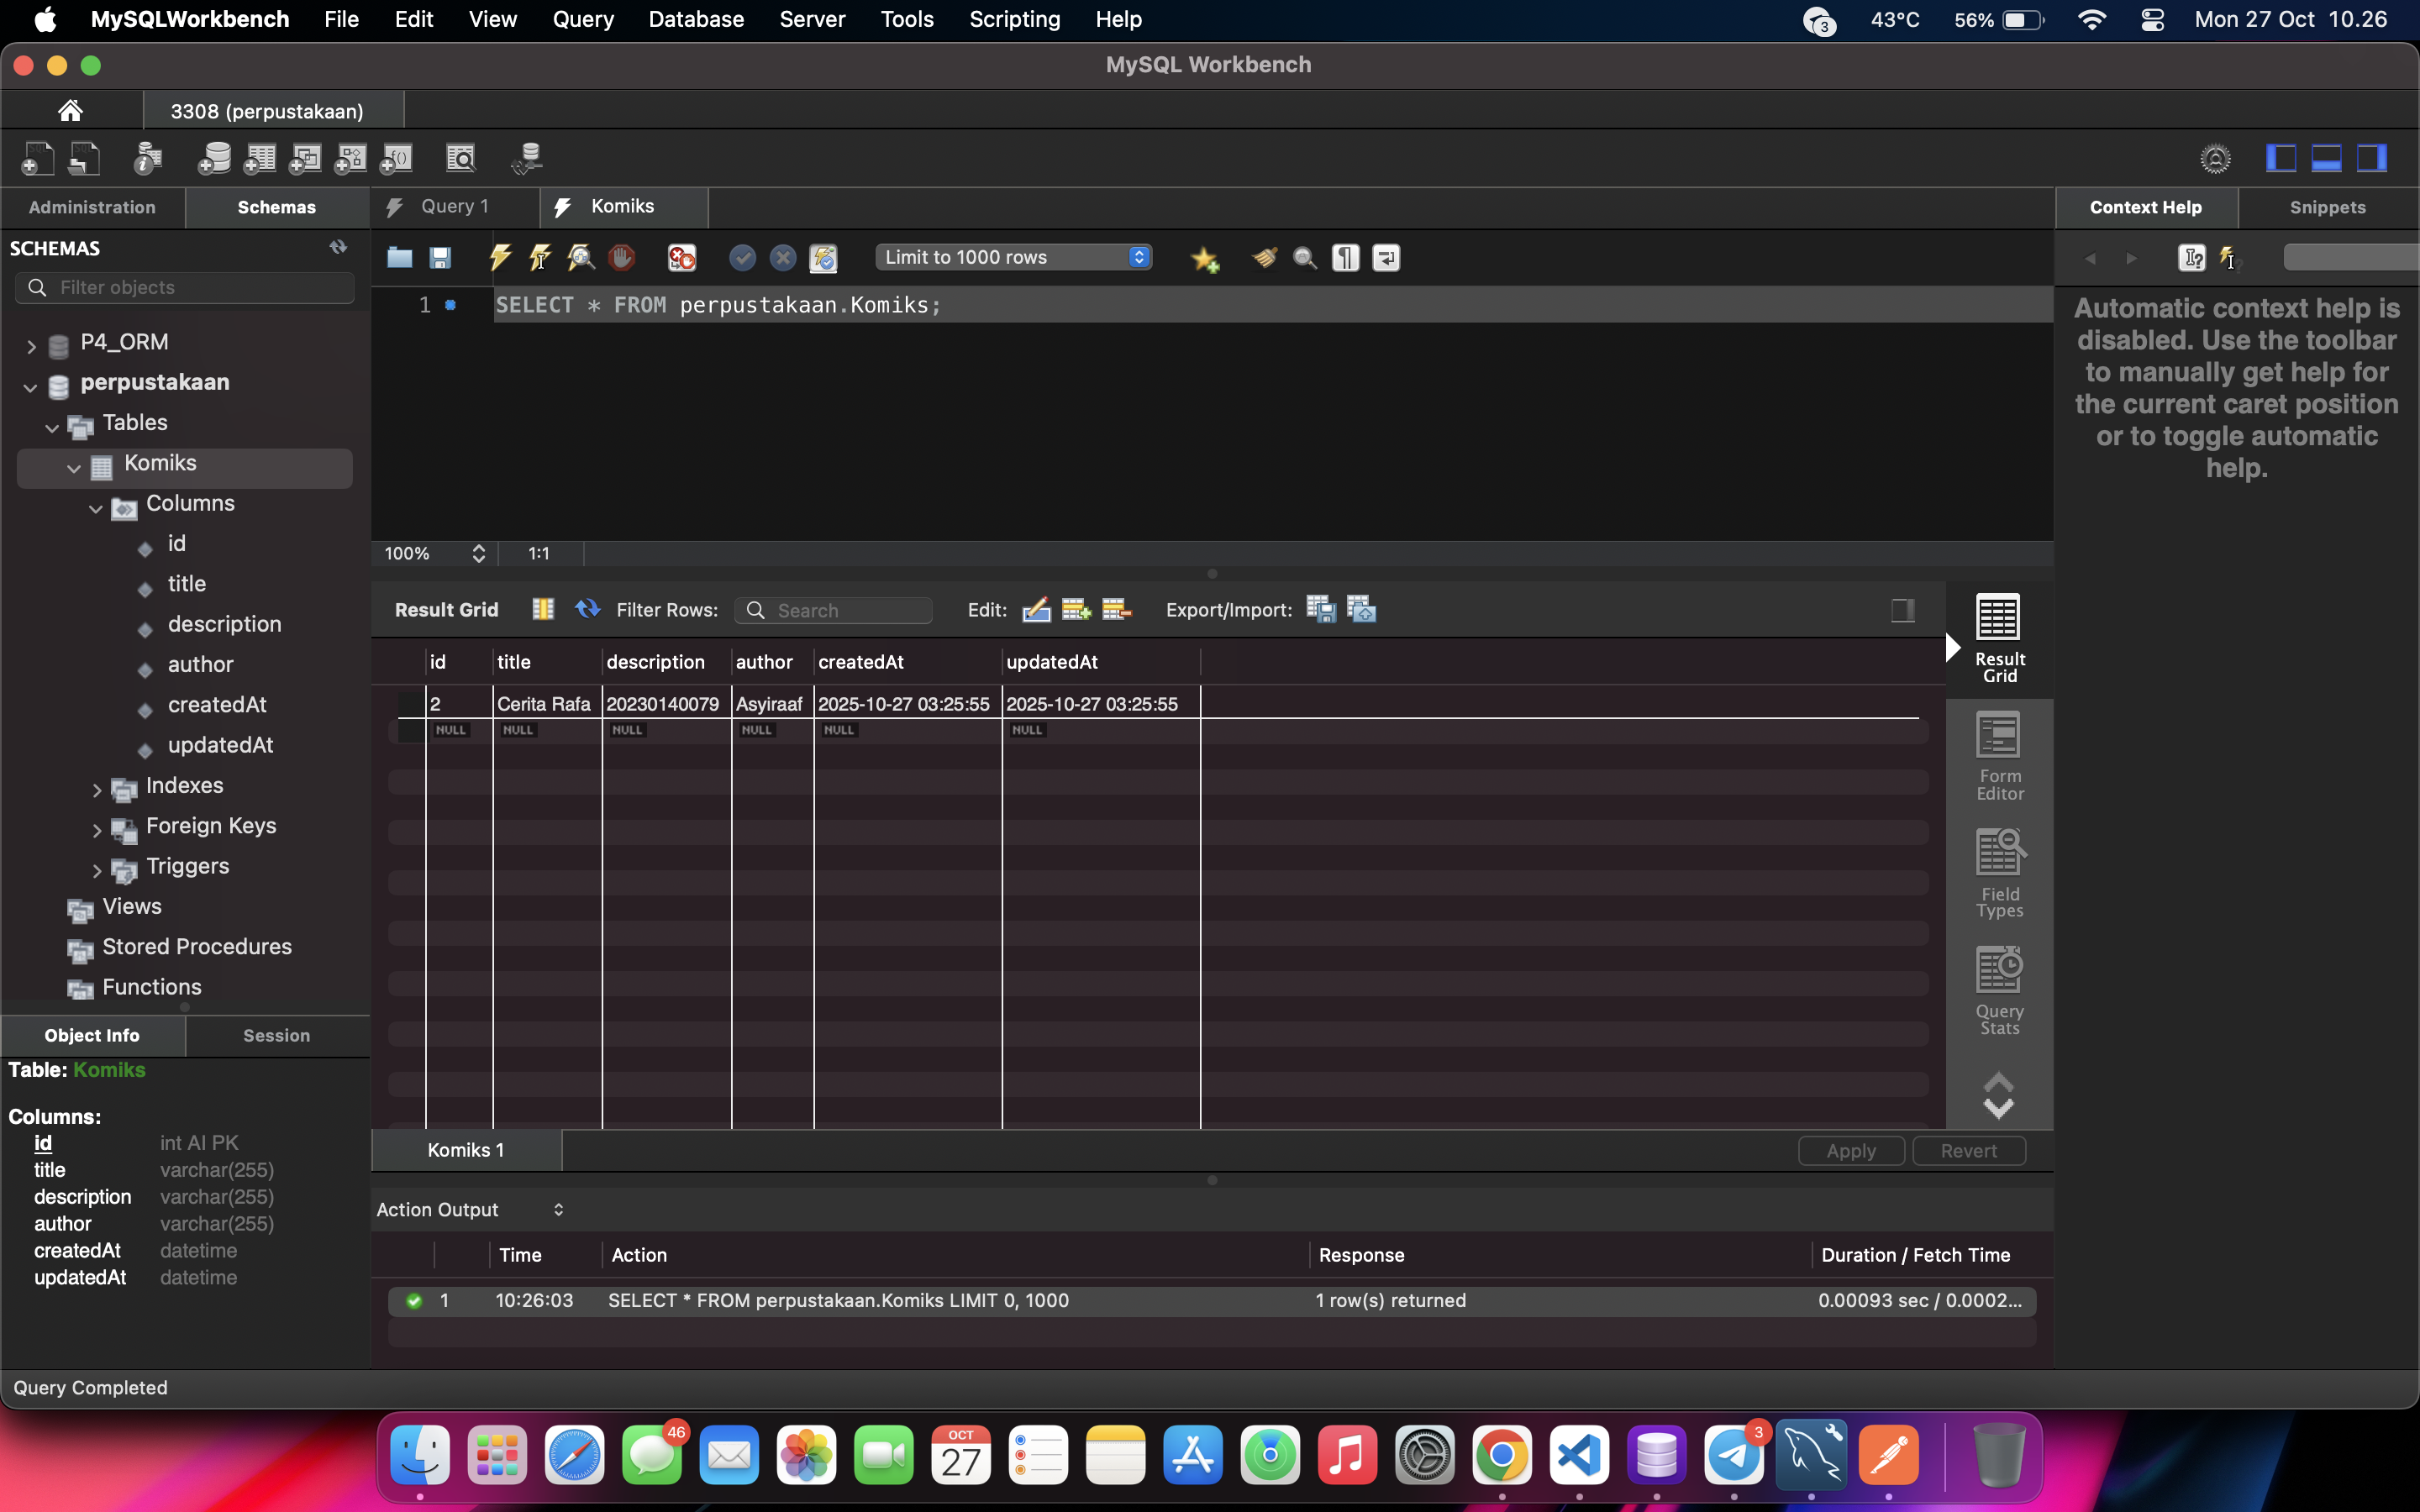 MySQLWorkbench File Edit View Query Database Server Tools Scripting Help 3 43°C 56% Mon 27 Oct 10.26
MySQL Workbench
3308 (perpustakaan)
Administration Schemas Query 1 Komiks Context Help Snippets
SCHEMAS
Limit to 1000 rows
Filter objects
1 SELECT * FROM perpustakaan.Komiks;
Automatic context help is
disabled. Use the toolbar
to manually get help for
the current caret position
or to toggle automatic
help.
P4_ORM
perpustakaan
Tables
Komiks
Columns
id
title
description
author
createdAt
updatedAt
Indexes
Foreign Keys
Triggers
Views
Stored Procedures
Functions
100% 1:1
Result Grid Filter Rows: Search Edit: Export/Import:
id title description author createdAt updatedAt
2 Cerita Rafa 20230140079 Asyiraaf 2025-10-27 03:25:55 2025-10-27 03:25:55
NULL NULL NULL NULL NULL NULL
Result
Grid
Form
Editor
Field
Types
Query
Stats
Object Info Session
Table: Komiks
Columns:
id int AI PK
title varchar(255)
description varchar(255)
author varchar(255)
createdAt datetime
updatedAt datetime
Komiks 1 Apply Revert
Action Output
Time Action Response Duration / Fetch Time
1 10:26:03 SELECT * FROM perpustakaan.Komiks LIMIT 0, 1000 1 row(s) returned 0.00093 sec / 0.0002...
Query Completed
46 OCT 27 3